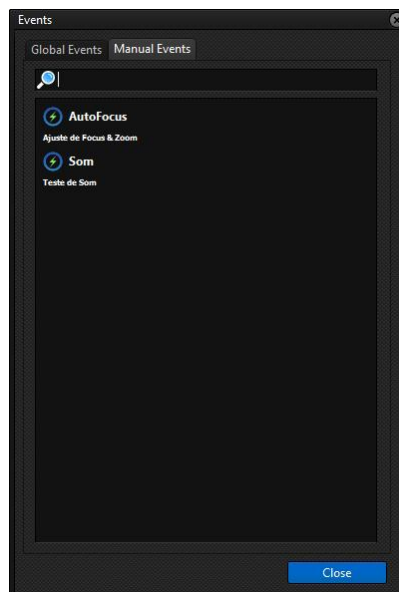 Events
Global Events Manual Events
AutoFocus
Ajuste de Focus & Zoom
Som
Teste de Som
Close